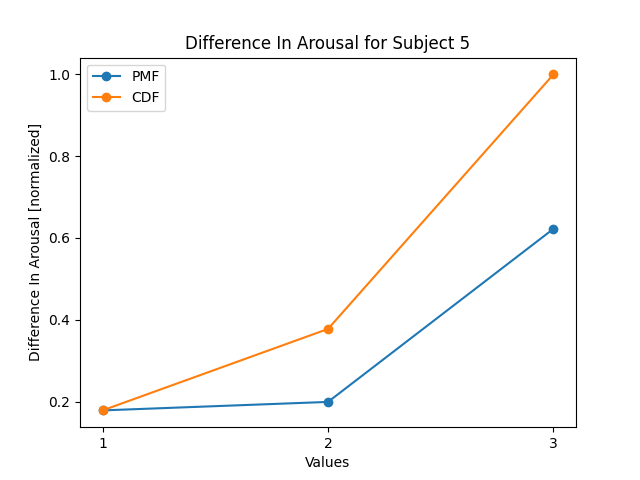 Difference In Arousal for Subject 5
PMF
CDF
Difference In Arousal [normalized]
1.0
0.8
0.6
0.4
0.2
1 2 3
Values